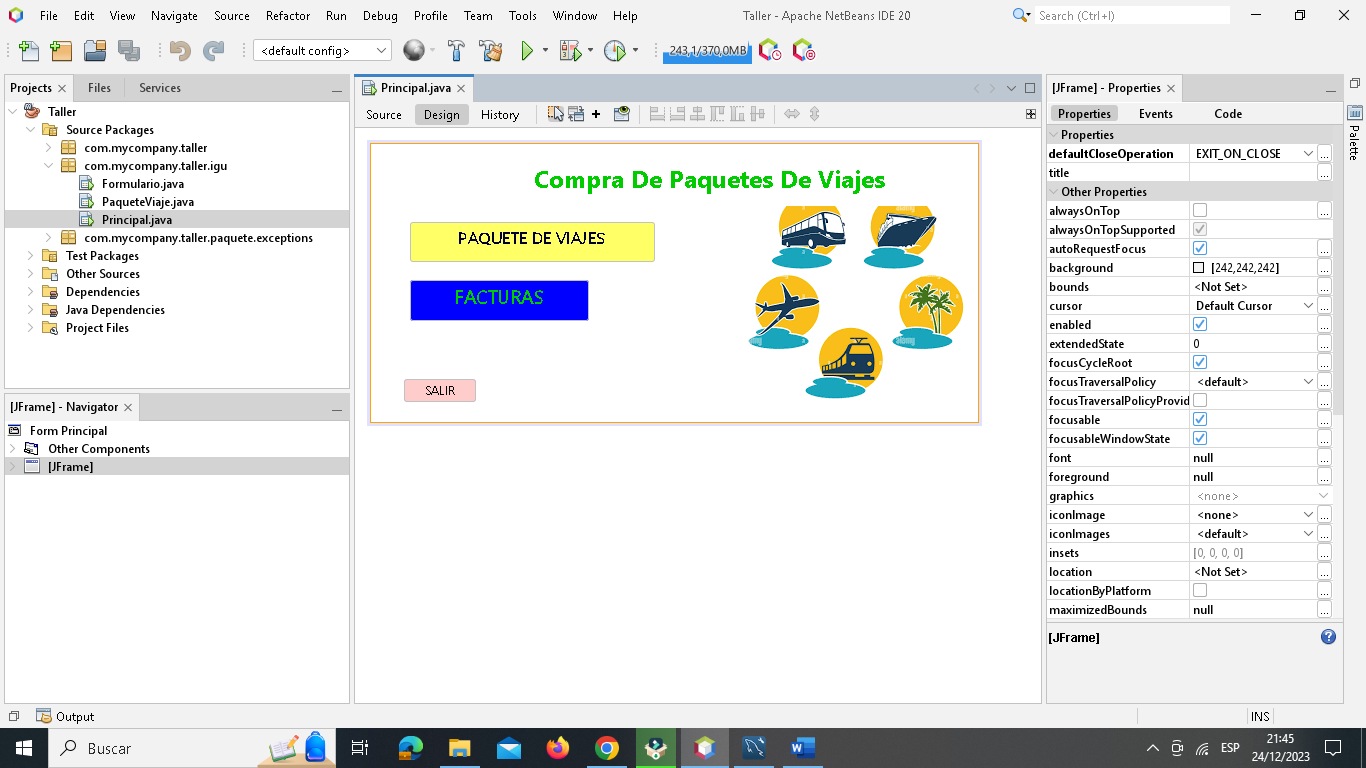 File Edit View Navigate Source Refactor Run Debug Profile Team Tools Window Help
Taller - Apache NetBeans IDE 20
Search (Ctrl+I)
<default config>
243,1/370,0MB
Projects
Files
Services
Taller
Source Packages
com.mycompany.taller
com.mycompany.taller.igu
Formulario.java
PaqueteViaje.java
Principal.java
com.mycompany.taller.paquete.exceptions
Test Packages
Other Sources
Dependencies
Java Dependencies
Project Files
[JFrame] - Navigator
Form Principal
Other Components
[JFrame]
Principal.java
Source Design History
Compra De Paquetes De Viajes
PAQUETE DE VIAJES
FACTURAS
SALIR
[JFrame] - Properties
Properties Events Code
Properties
defaultCloseOperation EXIT_ON_CLOSE
title
Other Properties
alwaysOnTop
alwaysOnTopSupported
autoRequestFocus
background [242,242,242]
bounds <Not Set>
cursor Default Cursor
enabled
extendedState 0
focusCycleRoot
focusTraversalPolicy <default>
focusTraversalPolicyProvid
focusable
focusableWindowState
font null
foreground null
graphics <none>
iconImage <none>
iconImages <default>
insets [0, 0, 0, 0]
location <Not Set>
locationByPlatform
maximizedBounds null
[JFrame]
Palette
Output
INS
Buscar
ESP
21:45
24/12/2023